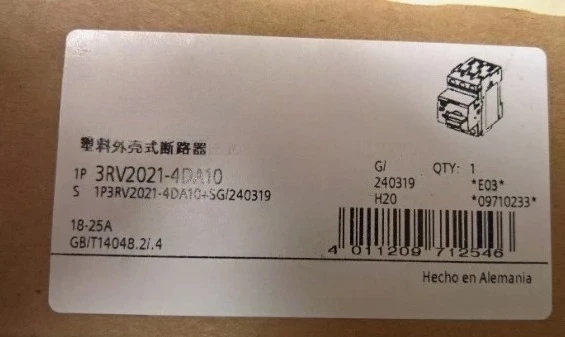 塑料外壳式断路器
1P 3RV2021-4DA10
S 1P3RV2021-4DA10+SG/240319
18-25A
GB/T14048.2/.4
G/ QTY: 1
240319 *E03*
H20 *09710233*
4 011209 712546
Hecho en Alemania